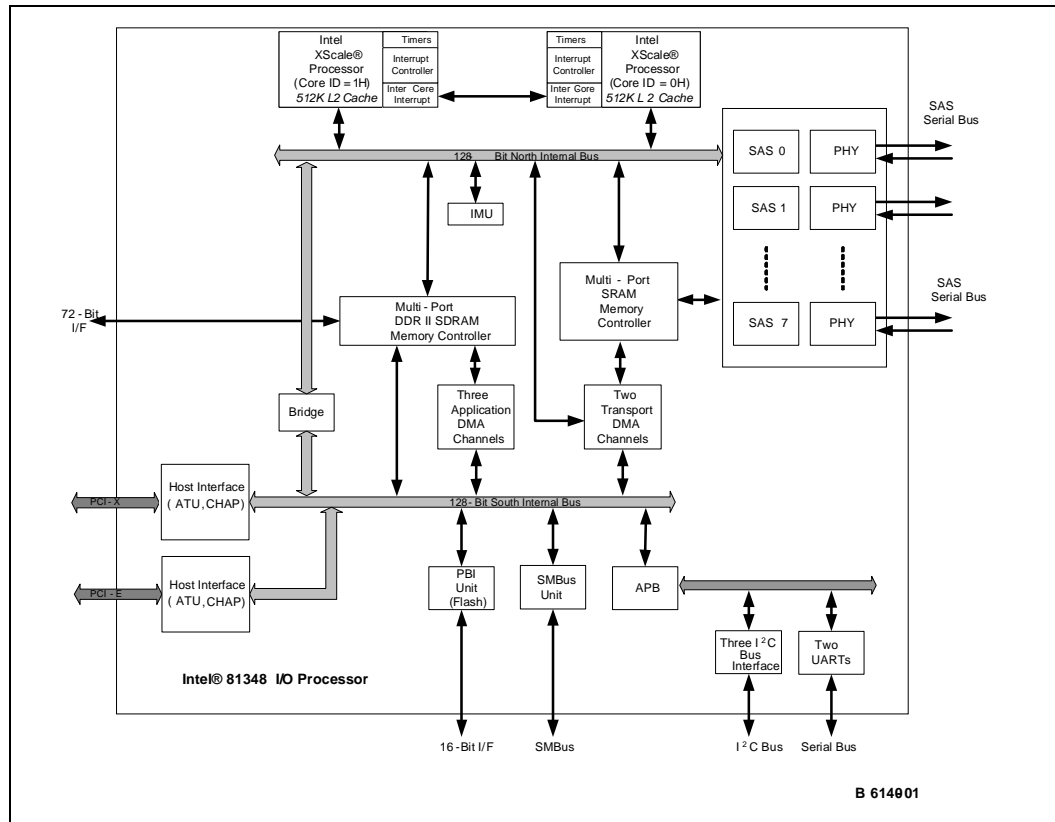 Intel
XScale®
Processor
(Core ID = 1H)
512K L2 Cache
Timers
Interrupt
Controller
Inter Cere
Interrupt
Timers
Interrupt
Controller
Inter Gore
Interrupt
Intel
XScale®
Processor
(Core ID = 0H)
512K L 2 Cache
128- Bit North Internal Bus
IMU
SAS 0
PHY
SAS
Serial Bus
SAS 1
PHY
SAS 7
PHY
SAS
Serial Bus
Multi - Port
SRAM
Memory
Controller
72 - Bit
I/F
Multi - Port
DDR II SDRAM
Memory Controller
Bridge
Three
Application
DMA
Channels
Two
Transport
DMA
Channels
PCI - X
Host Interface
( ATU, CHAP)
128- Bit South Internal Bus
PCI - E
Host Interface
( ATU, CHAP)
PBI
Unit
(Flash)
SMBus
Unit
APB
Three I ² C
Bus
Interface
Two
UARTs
Intel® 81348 I/O Processor
16 -Bit I/F
SMBus
I ² C Bus
Serial Bus